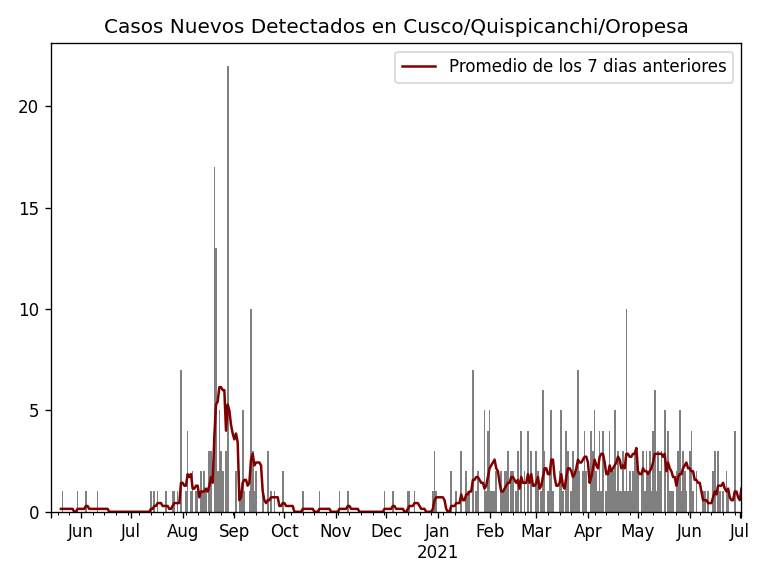 Casos Nuevos Detectados en Cusco/Quispicanchi/Oropesa
Promedio de los 7 dias anteriores
20
15
10
5
0
Jun Jul Aug Sep Oct Nov Dec Jan Feb Mar Apr May Jun Jul
2021